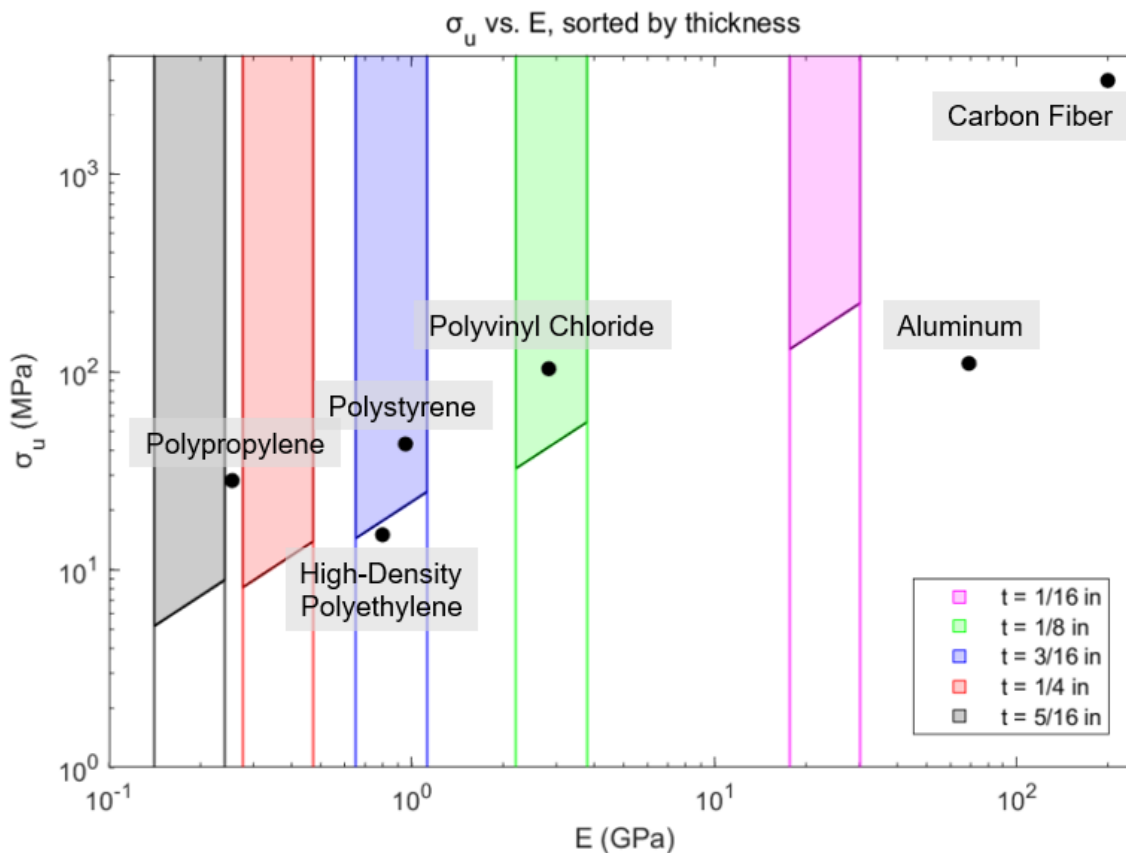 σu vs. E, sorted by thickness
σu (MPa)
10³
10²
10¹
10⁰
Carbon Fiber
Polyvinyl Chloride
Aluminum
Polystyrene
Polypropylene
High-Density
Polyethylene
t = 1/16 in
t = 1/8 in
t = 3/16 in
t = 1/4 in
t = 5/16 in
10⁻¹ 10⁰ 10¹ 10²
E (GPa)